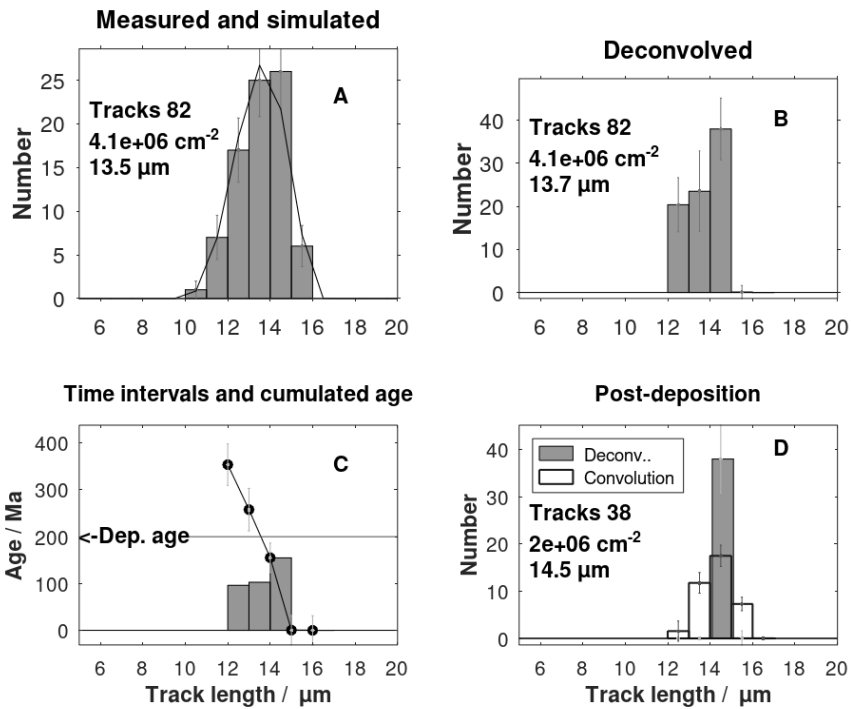 Measured and simulated
A
Tracks 82
4.1e+06 cm-2
13.5 µm
Number
25
20
15
10
5
0
6 8 10 12 14 16 18 20
Deconvolved
B
Tracks 82
4.1e+06 cm-2
13.7 µm
Number
40
30
20
10
0
6 8 10 12 14 16 18 20
Time intervals and cumulated age
C
<-Dep. age
Age / Ma
400
300
200
100
0
6 8 10 12 14 16 18 20
Track length / µm
Post-deposition
D
Deconv..
Convolution
Tracks 38
2e+06 cm-2
14.5 µm
Number
40
30
20
10
0
6 8 10 12 14 16 18 20
Track length / µm